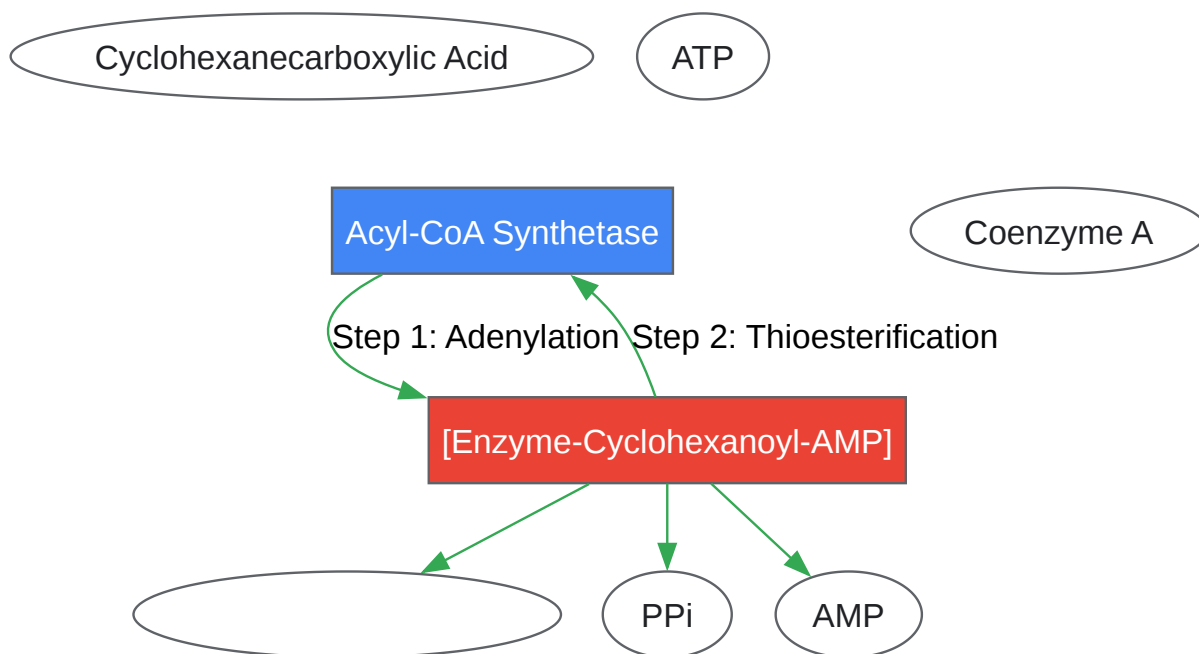 Cyclohexanecarboxylic Acid
ATP
Acyl-CoA Synthetase
Coenzyme A
Step 1: Adenylation
Step 2: Thioesterification
[Enzyme-Cyclohexanoyl-AMP]
PPi
AMP